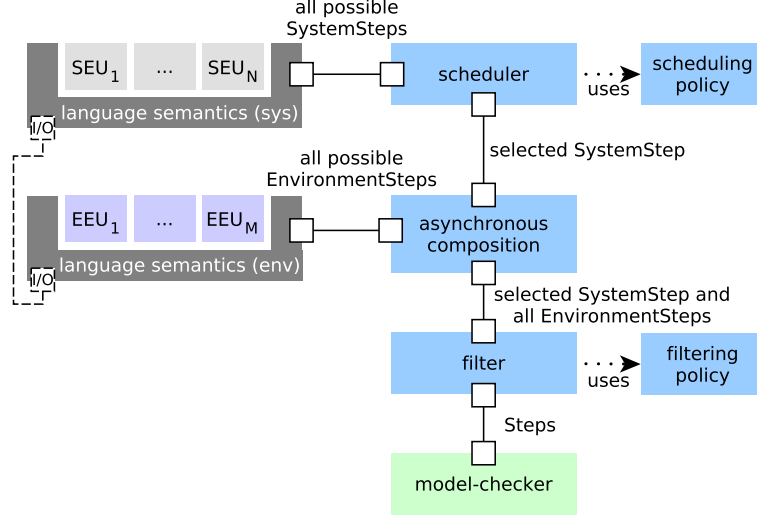 all possible
SystemSteps
SEU1 ... SEUN
scheduler
uses
scheduling
policy
language semantics (sys)
I/O
selected SystemStep
all possible
EnvironmentSteps
EEU1 ... EEUM
asynchronous
composition
language semantics (env)
I/O
selected SystemStep and
all EnvironmentSteps
filter
uses
filtering
policy
Steps
model-checker